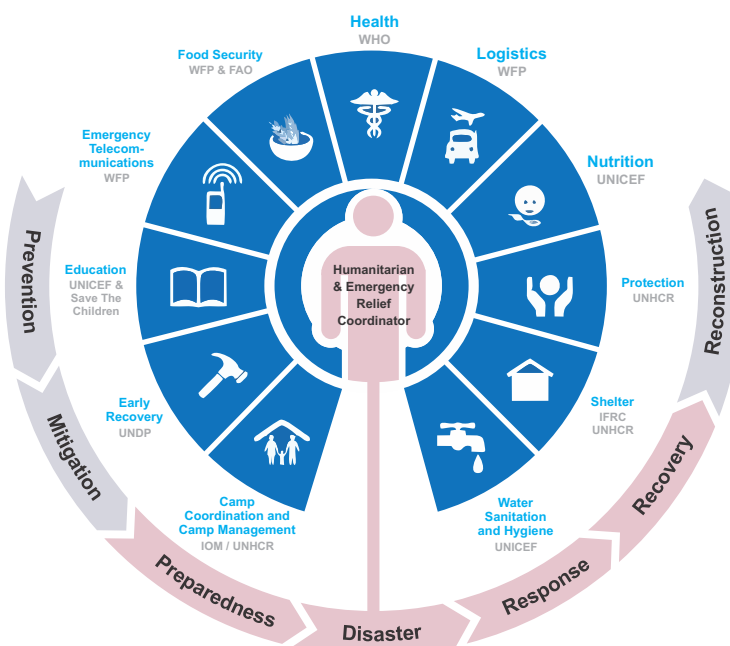 Health
WHO
Logistics
WFP
Nutrition
UNICEF
Protection
UNHCR
Shelter
IFRC
UNHCR
Water
Sanitation
and Hygiene
UNICEF
Camp
Coordination and
Camp Management
IOM / UNHCR
Early
Recovery
UNDP
Education
UNICEF &
Save The
Children
Emergency
Telecom-
munications
WFP
Food Security
WFP & FAO
Humanitarian
& Emergency
Relief
Coordinator
Prevention
Mitigation
Preparedness
Disaster
Response
Recovery
Reconstruction